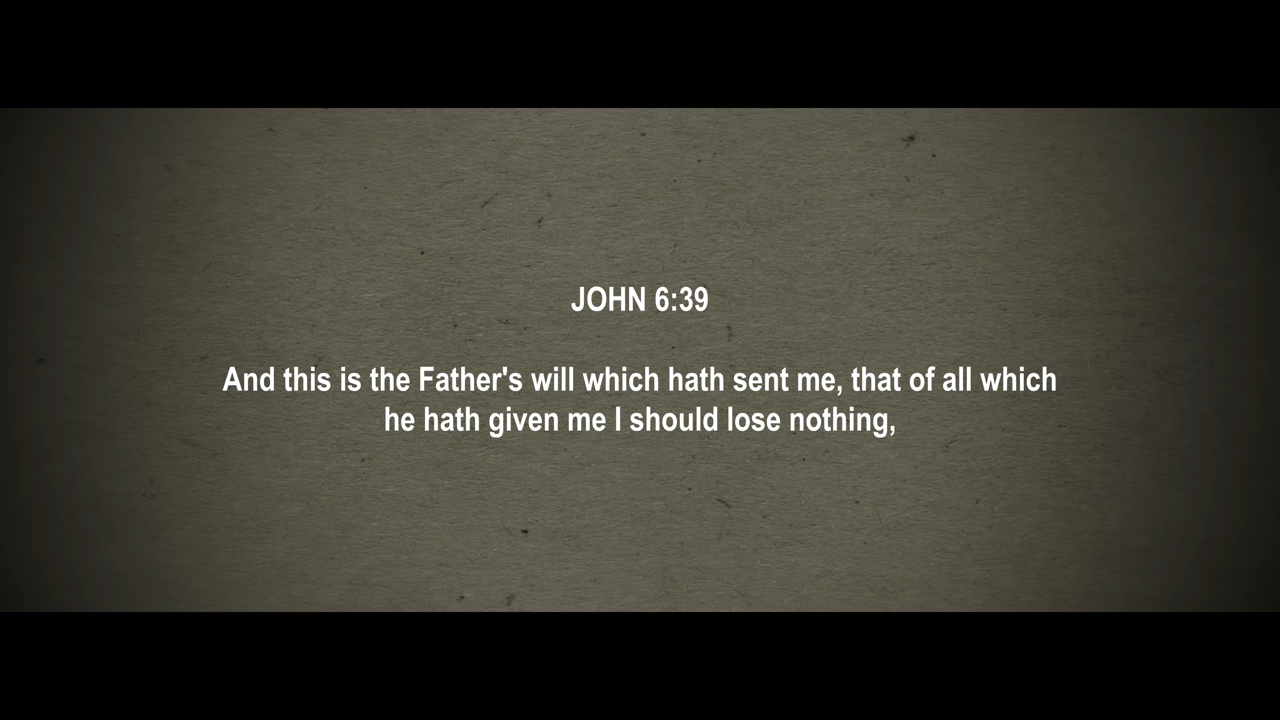 JOHN 6:39
And this is the Father's will which hath sent me, that of all which
he hath given me I should lose nothing,